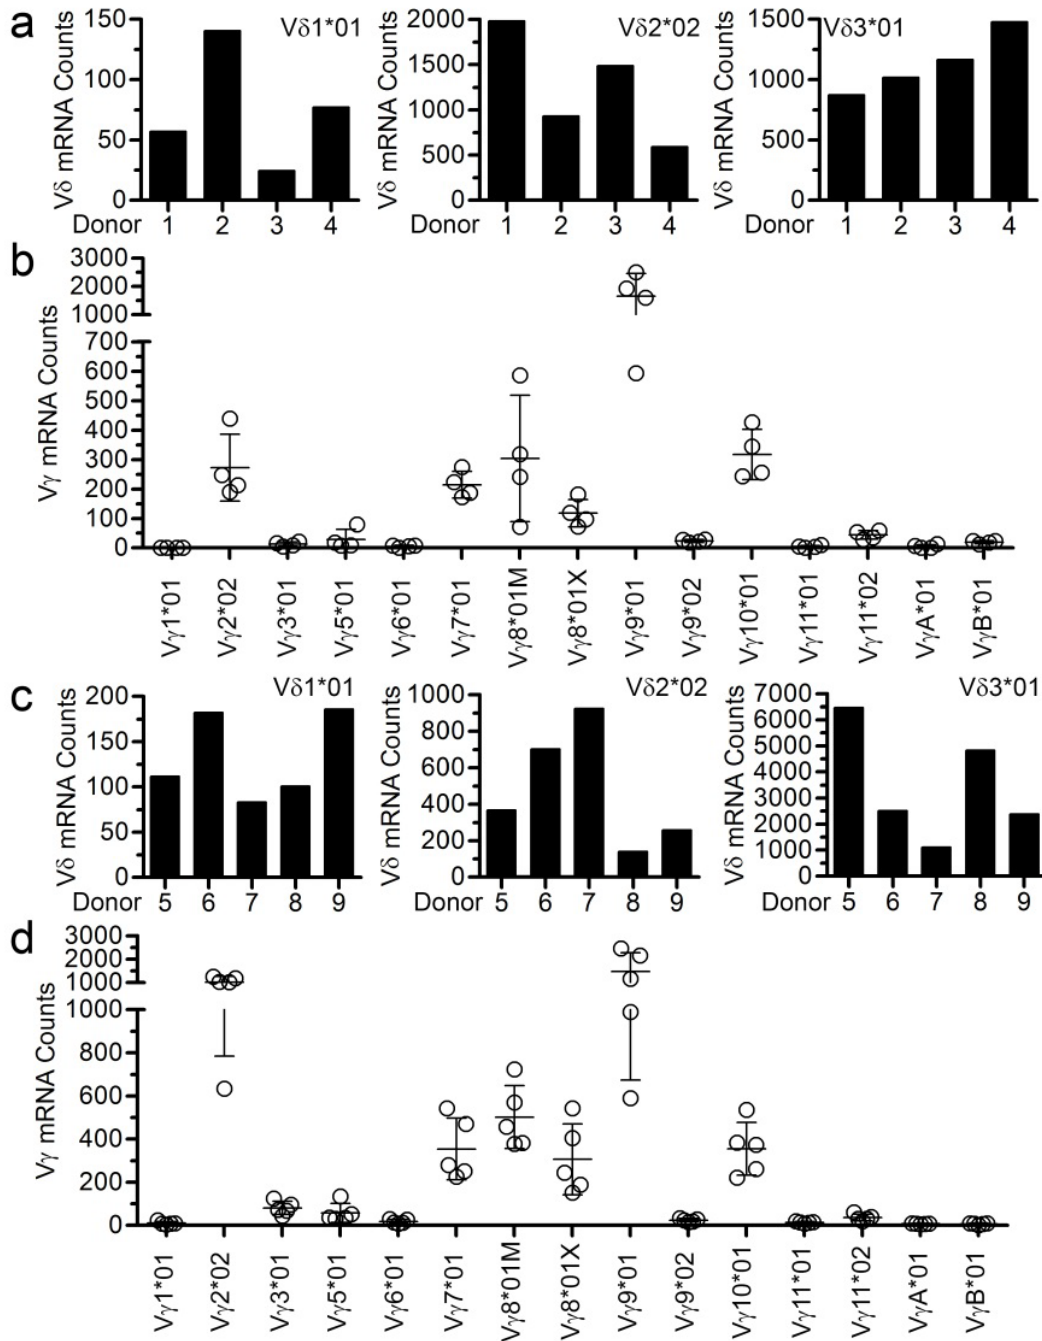 a
Vδ1*01
Vδ2*02
Vδ3*01
Vδ mRNA Counts
150
100
50
0
Vδ mRNA Counts
2000
1500
1000
500
0
Vδ mRNA Counts
1500
1000
500
0
Donor 1 2 3 4
Donor 1 2 3 4
Donor 1 2 3 4
b
Vγ mRNA Counts
3000
2000
1000
700
600
500
400
300
200
100
0
Vγ1*01
Vγ2*02
Vγ3*01
Vγ5*01
Vγ6*01
Vγ7*01
Vγ8*01M
Vγ8*01X
Vγ9*01
Vγ9*02
Vγ10*01
Vγ11*01
Vγ11*02
VγA*01
VγB*01
c
Vδ1*01
Vδ2*02
Vδ3*01
Vδ mRNA Counts
200
150
100
50
0
Vδ mRNA Counts
1000
800
600
400
200
0
Vδ mRNA Counts
7000
6000
5000
4000
3000
2000
1000
0
Donor 5 6 7 8 9
Donor 5 6 7 8 9
Donor 5 6 7 8 9
d
Vγ mRNA Counts
3000
2000
1000
1000
800
600
400
200
0
Vγ1*01
Vγ2*02
Vγ3*01
Vγ5*01
Vγ6*01
Vγ7*01
Vγ8*01M
Vγ8*01X
Vγ9*01
Vγ9*02
Vγ10*01
Vγ11*01
Vγ11*02
VγA*01
VγB*01